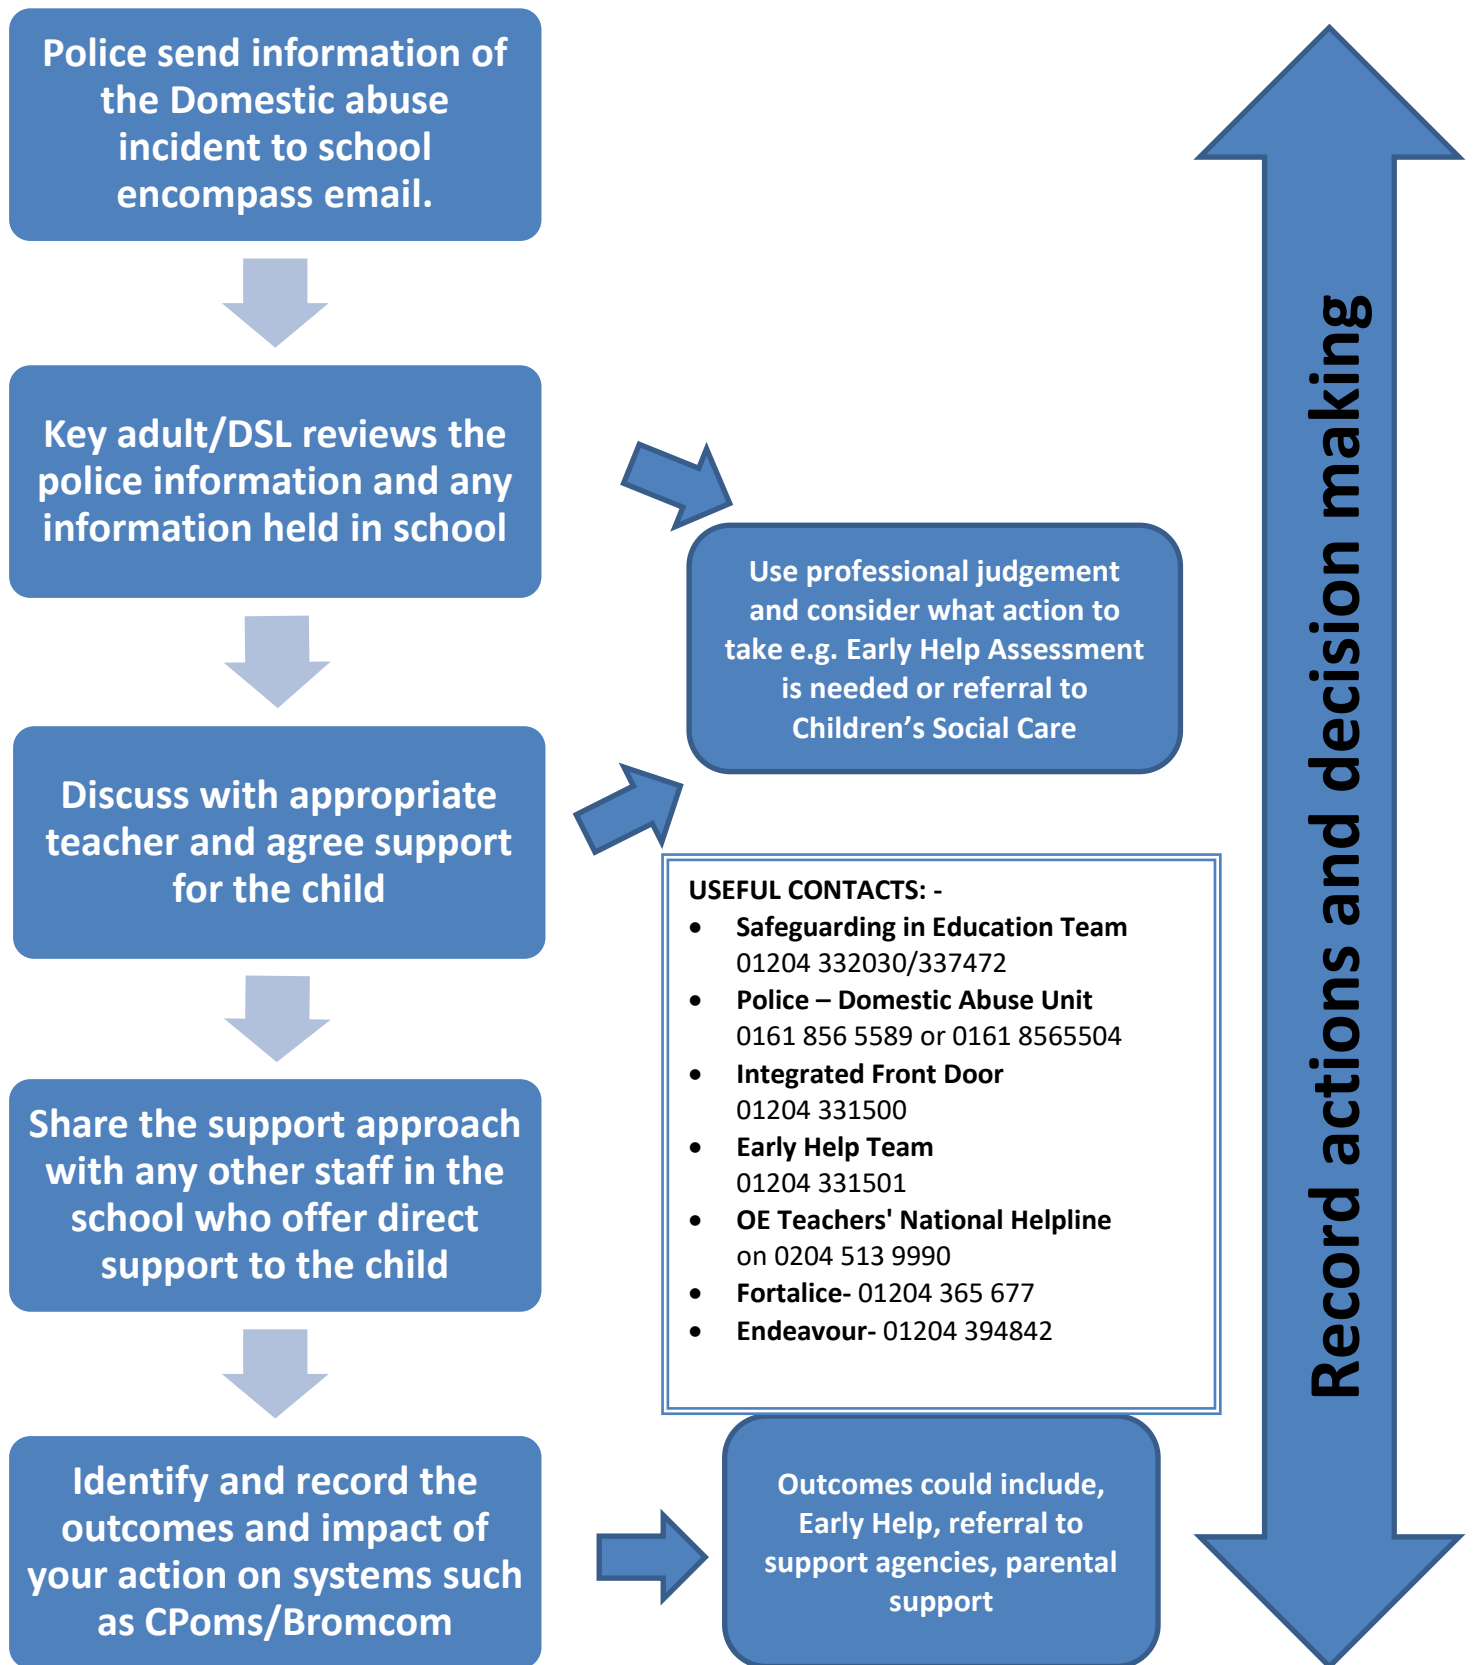 Police send information of
the Domestic abuse
incident to school
encompass email.
Key adult/DSL reviews the
police information and any
information held in school
Use professional judgement
and consider what action to
take e.g. Early Help Assessment
is needed or referral to
Children’s Social Care
Discuss with appropriate
teacher and agree support
for the child
USEFUL CONTACTS: -
• Safeguarding in Education Team
01204 332030/337472
• Police – Domestic Abuse Unit
0161 856 5589 or 0161 8565504
• Integrated Front Door
01204 331500
• Early Help Team
01204 331501
• OE Teachers' National Helpline
on 0204 513 9990
• Fortalice- 01204 365 677
• Endeavour- 01204 394842
Share the support approach
with any other staff in the
school who offer direct
support to the child
Identify and record the
outcomes and impact of
your action on systems such
as CPoms/Bromcom
Outcomes could include,
Early Help, referral to
support agencies, parental
support
Record actions and decision making